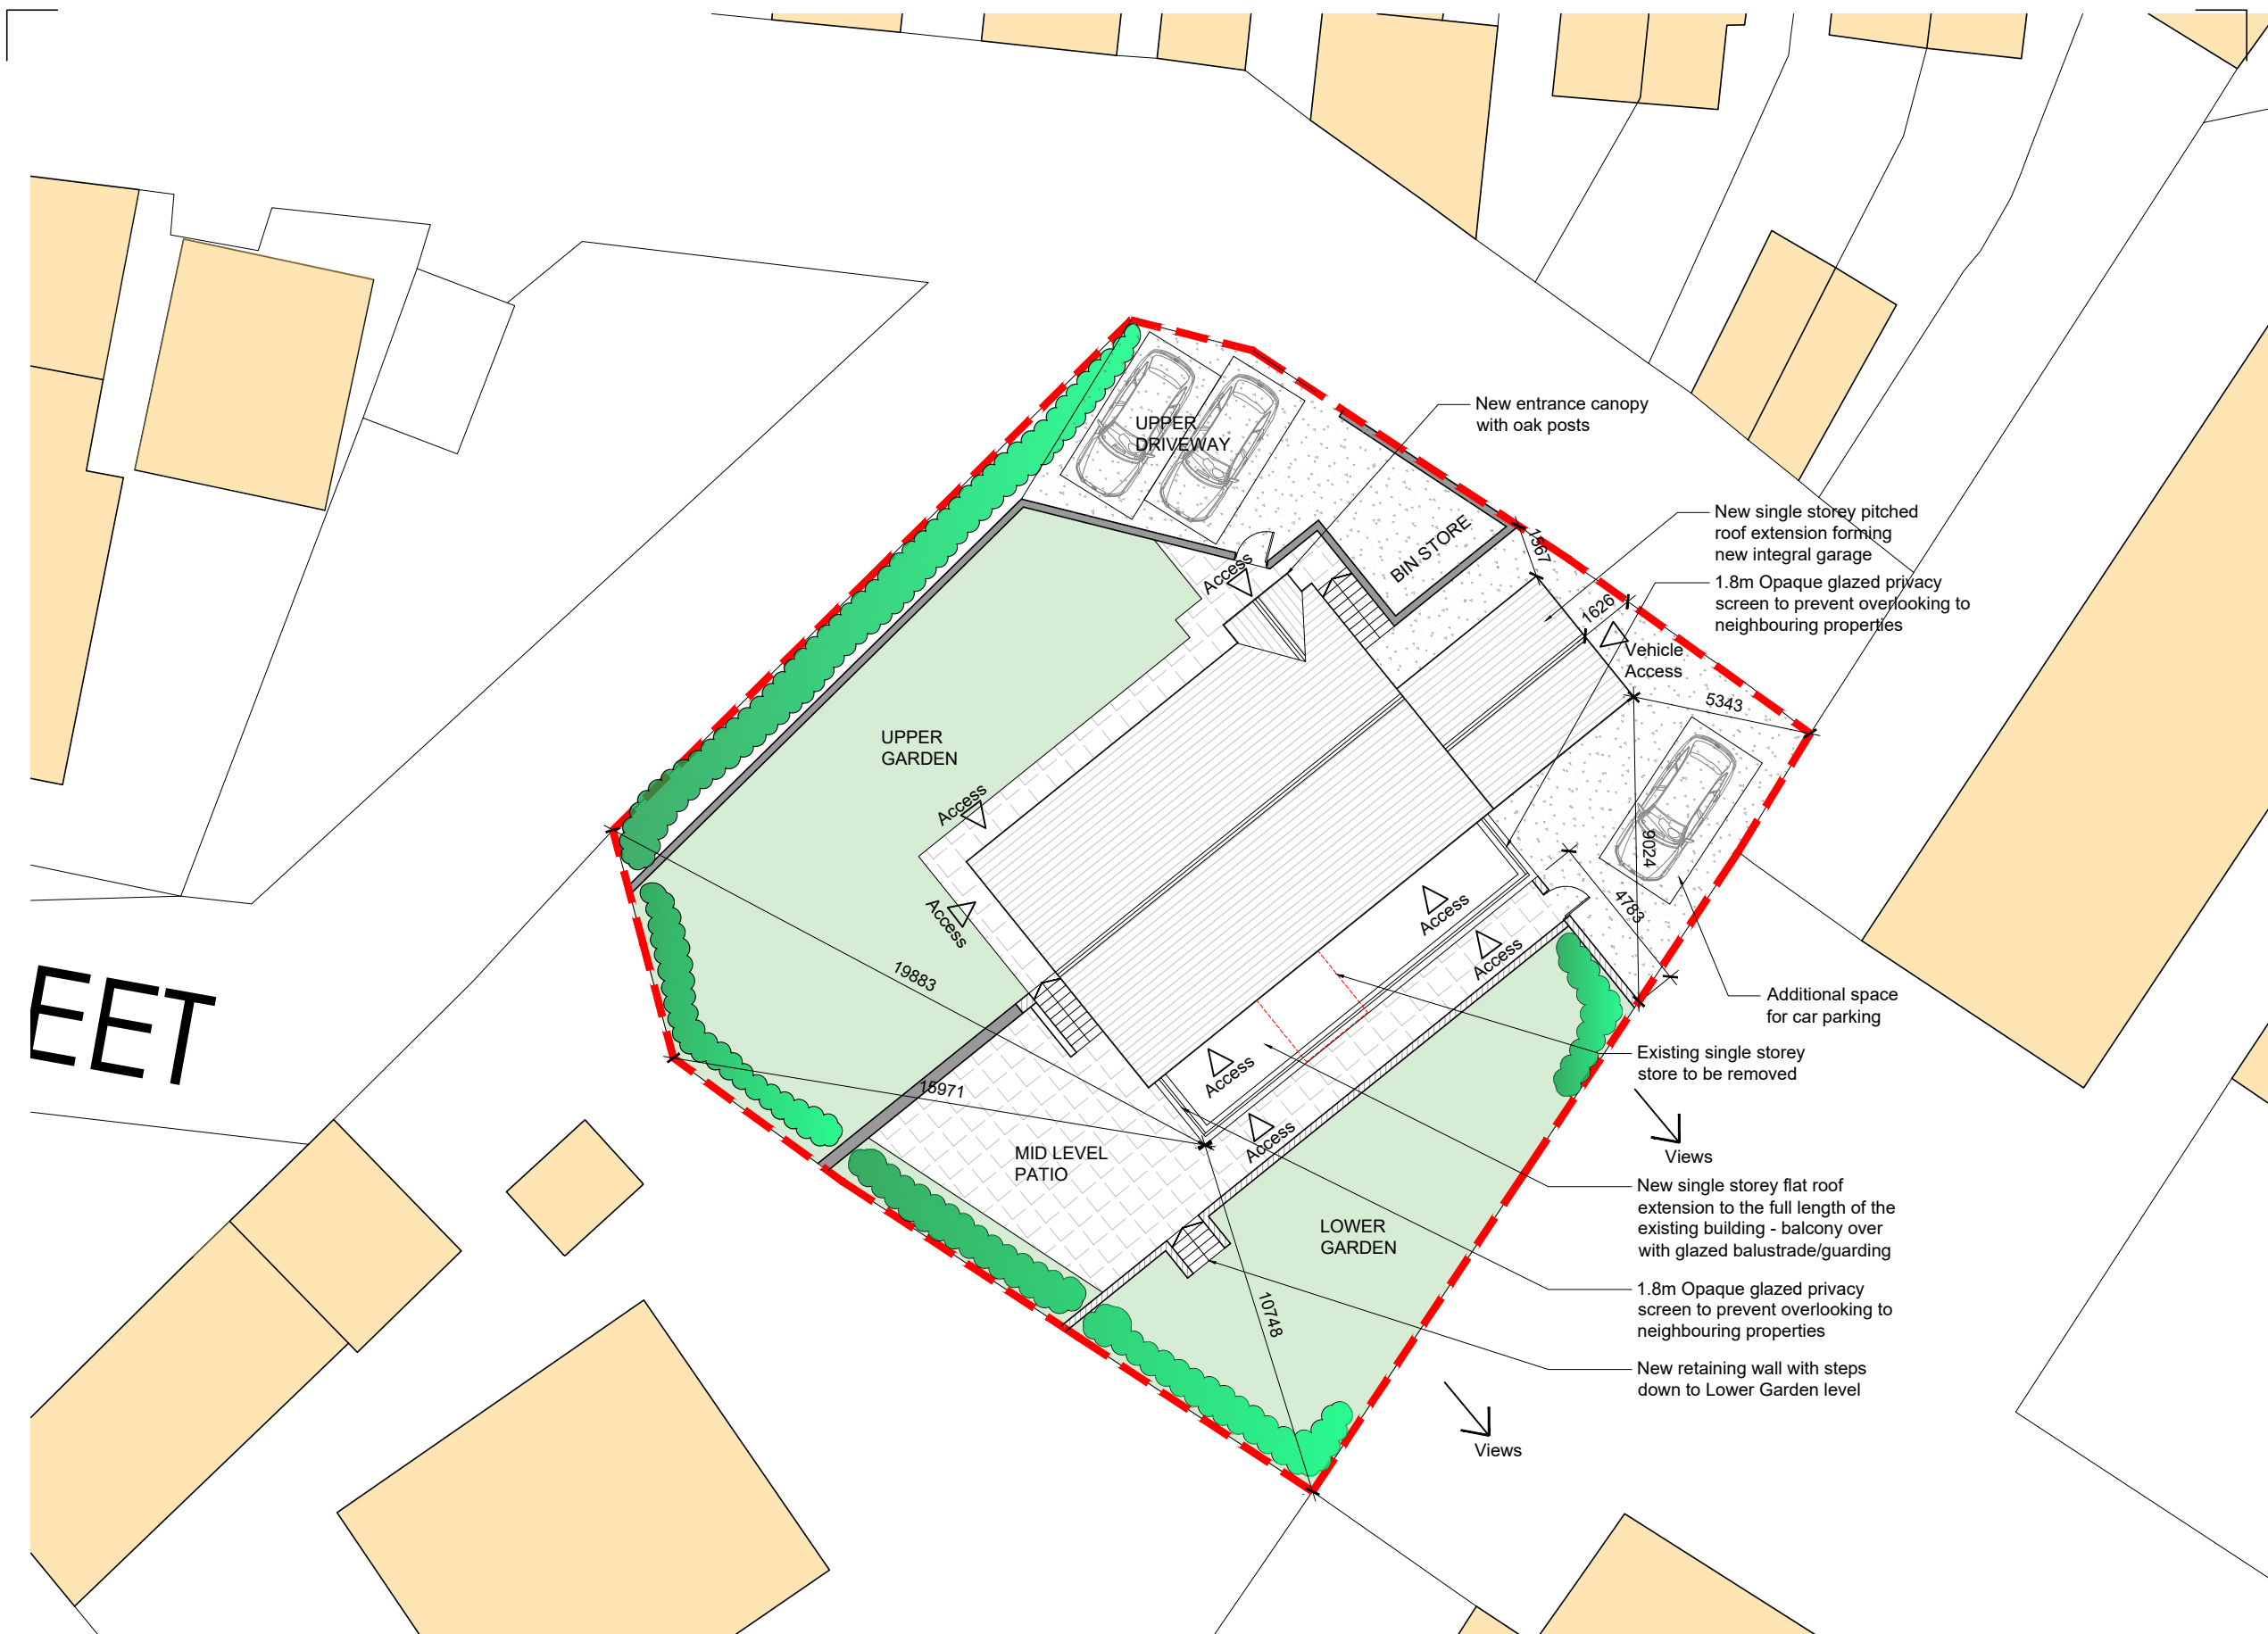 New entrance canopy
with oak posts
UPPER
DRIVEWAY
New single storey pitched
roof extension forming
new integral garage
BIN STORE
1567
Access
1.8m Opaque glazed privacy
screen to prevent overlooking to
neighbouring properties
1626
Vehicle
Access
5343
UPPER
GARDEN
Access
9024
Access
Access
4783
Access
19883
EET
Additional space
for car parking
Existing single storey
store to be removed
Access
15971
Access
MID LEVEL
PATIO
Views
New single storey flat roof
extension to the full length of the
existing building - balcony over
with glazed balustrade/guarding
LOWER
GARDEN
10748
1.8m Opaque glazed privacy
screen to prevent overlooking to
neighbouring properties
New retaining wall with steps
down to Lower Garden level
Views